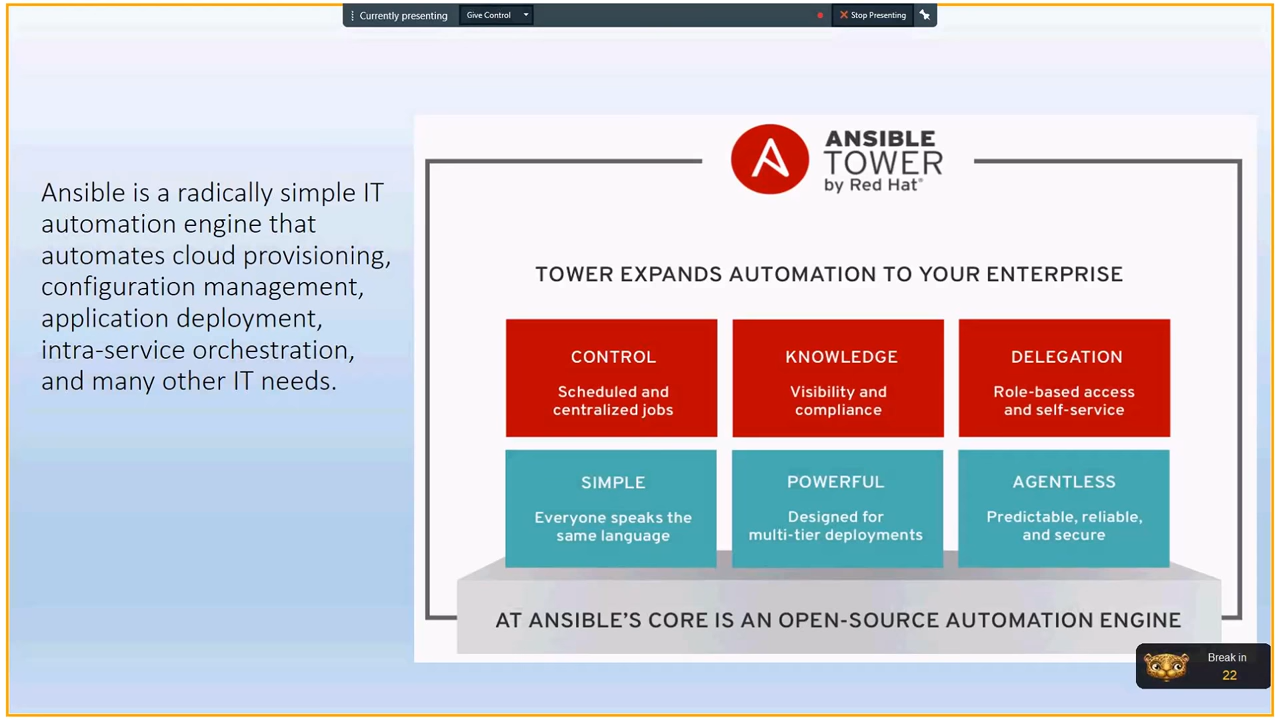 Currently presenting
Give Control
Stop Presenting
Ansible is a radically simple IT
automation engine that
automates cloud provisioning,
configuration management,
application deployment,
intra-service orchestration,
and many other IT needs.
ANSIBLE
TOWER
by Red Hat®
TOWER EXPANDS AUTOMATION TO YOUR ENTERPRISE
CONTROL
Scheduled and
centralized jobs
KNOWLEDGE
Visibility and
compliance
DELEGATION
Role-based access
and self-service
SIMPLE
Everyone speaks the
same language
POWERFUL
Designed for
multi-tier deployments
AGENTLESS
Predictable, reliable,
and secure
AT ANSIBLE’S CORE IS AN OPEN-SOURCE AUTOMATION ENGINE
Break in
22